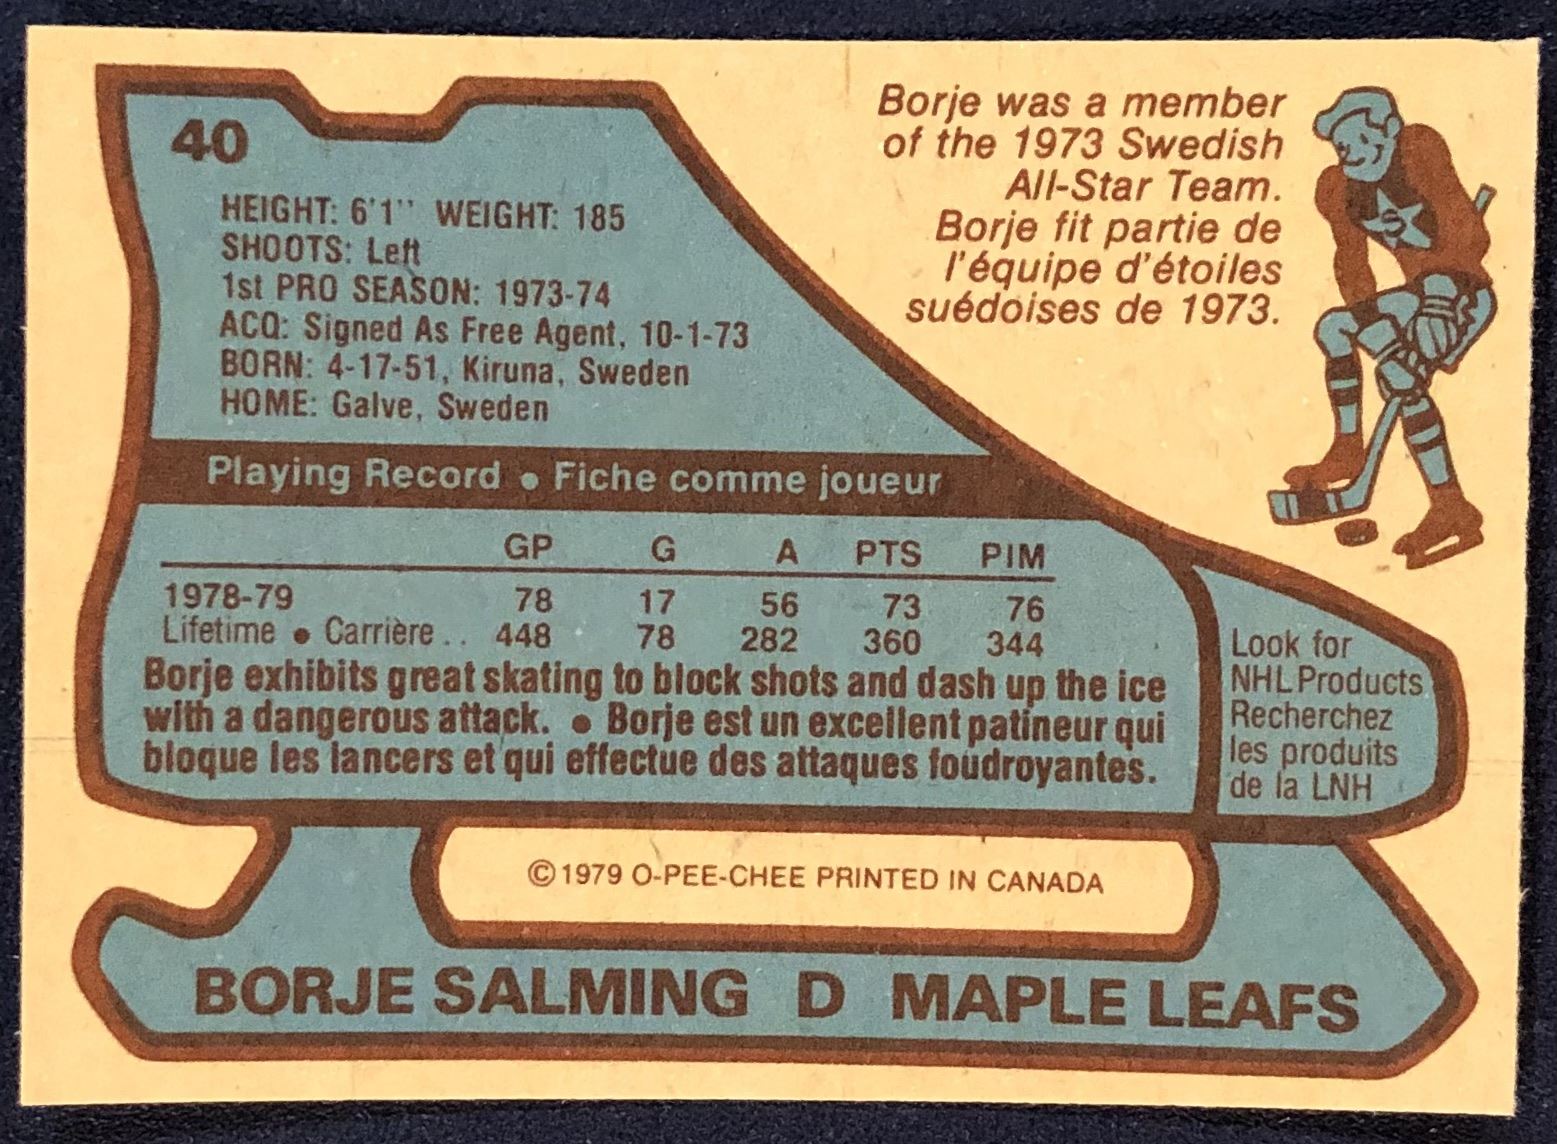 40
HEIGHT: 6'1" WEIGHT: 185
SHOOTS: Left
1st PRO SEASON: 1973-74
ACQ: Signed As Free Agent, 10-1-73
BORN: 4-17-51, Kiruna, Sweden
HOME: Galve, Sweden
Borje was a member
of the 1973 Swedish
All-Star Team.
Borje fit partie de
l'équipe d'étoiles
suédoises de 1973.
S
Playing Record • Fiche comme joueur
GP G A PTS PIM
1978-79 78 17 56 73 76
Lifetime • Carrière .. 448 78 282 360 344
Borje exhibits great skating to block shots and dash up the ice
with a dangerous attack. • Borje est un excellent patineur qui
bloque les lancers et qui effectue des attaques foudroyantes.
Look for
NHL Products
Recherchez
les produits
de la LNH
©1979 O-PEE-CHEE PRINTED IN CANADA
BORJE SALMING D MAPLE LEAFS